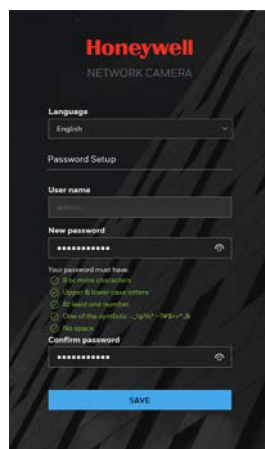 Honeywell
NETWORK CAMERA
Language
English
Password Setup
User name
admin
New password
Your password must have:
8 or more characters
Upper & lower case letters
At least one number
One of the symbols:
No space
Confirm password
SAVE